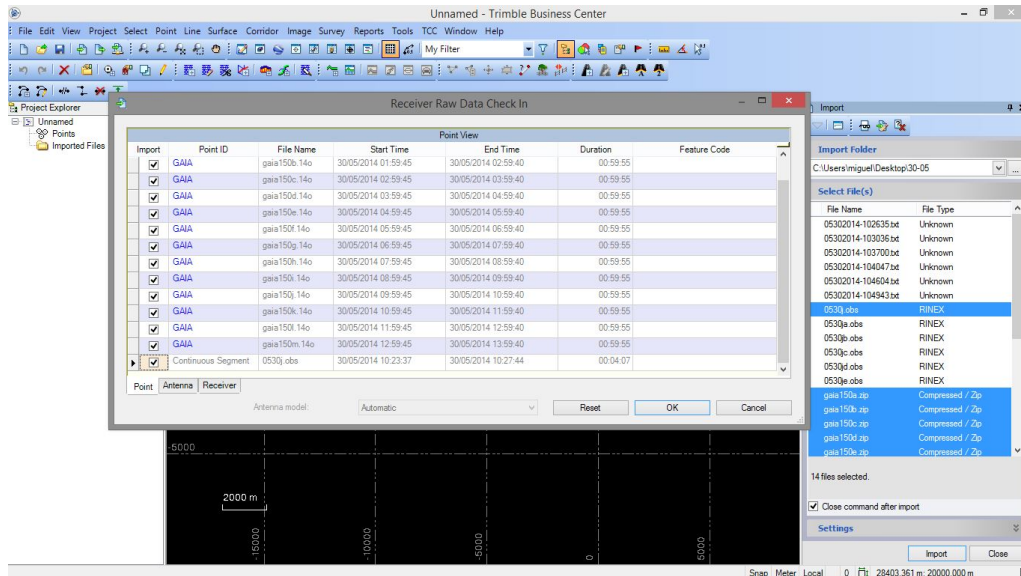 Unnamed - Trimble Business Center
File Edit View Project Select Point Line Surface Corridor Image Survey Reports Tools TCC Window Help
My Filter
Project Explorer
Unnamed
Points
Imported Files
Receiver Raw Data Check In
Point View
Import Point ID File Name Start Time End Time Duration Feature Code
GAIA gaia150b.14o 30/05/2014 01:59:45 30/05/2014 02:59:40 00:59:55
GAIA gaia150c.14o 30/05/2014 02:59:45 30/05/2014 03:59:40 00:59:55
GAIA gaia150d.14o 30/05/2014 03:59:45 30/05/2014 04:59:40 00:59:55
GAIA gaia150e.14o 30/05/2014 04:59:45 30/05/2014 05:59:40 00:59:55
GAIA gaia150f.14o 30/05/2014 05:59:45 30/05/2014 06:59:40 00:59:55
GAIA gaia150g.14o 30/05/2014 06:59:45 30/05/2014 07:59:40 00:59:55
GAIA gaia150h.14o 30/05/2014 07:59:45 30/05/2014 08:59:40 00:59:55
GAIA gaia150i.14o 30/05/2014 08:59:45 30/05/2014 09:59:40 00:59:55
GAIA gaia150j.14o 30/05/2014 09:59:45 30/05/2014 10:59:40 00:59:55
GAIA gaia150k.14o 30/05/2014 10:59:45 30/05/2014 11:59:40 00:59:55
GAIA gaia150l.14o 30/05/2014 11:59:45 30/05/2014 12:59:40 00:59:55
GAIA gaia150m.14o 30/05/2014 12:59:45 30/05/2014 13:59:40 00:59:55
Continuous Segment 0530j.obs 30/05/2014 10:23:37 30/05/2014 10:27:44 00:04:07
Point Antenna Receiver
Antenna model: Automatic Reset OK Cancel
-5000
2000 m
-15000
-10000
-5000
0
5000
Import
Import Folder
C:\Users\miguel\Desktop\30-05
Select File(s)
File Name File Type
05302014-102635.txt Unknown
05302014-103036.txt Unknown
05302014-103700.txt Unknown
05302014-104047.txt Unknown
05302014-104604.txt Unknown
05302014-104943.txt Unknown
0530j.obs RINEX
0530ja.obs RINEX
0530jb.obs RINEX
0530jc.obs RINEX
0530jd.obs RINEX
0530je.obs RINEX
gaia150a.zip Compressed / Zip
gaia150b.zip Compressed / Zip
gaia150c.zip Compressed / Zip
gaia150d.zip Compressed / Zip
gaia150e.zip Compressed / Zip
14 files selected.
Close command after import
Settings
Import Close
Snap Meter Local 0 28403.361 m; 20000.000 m